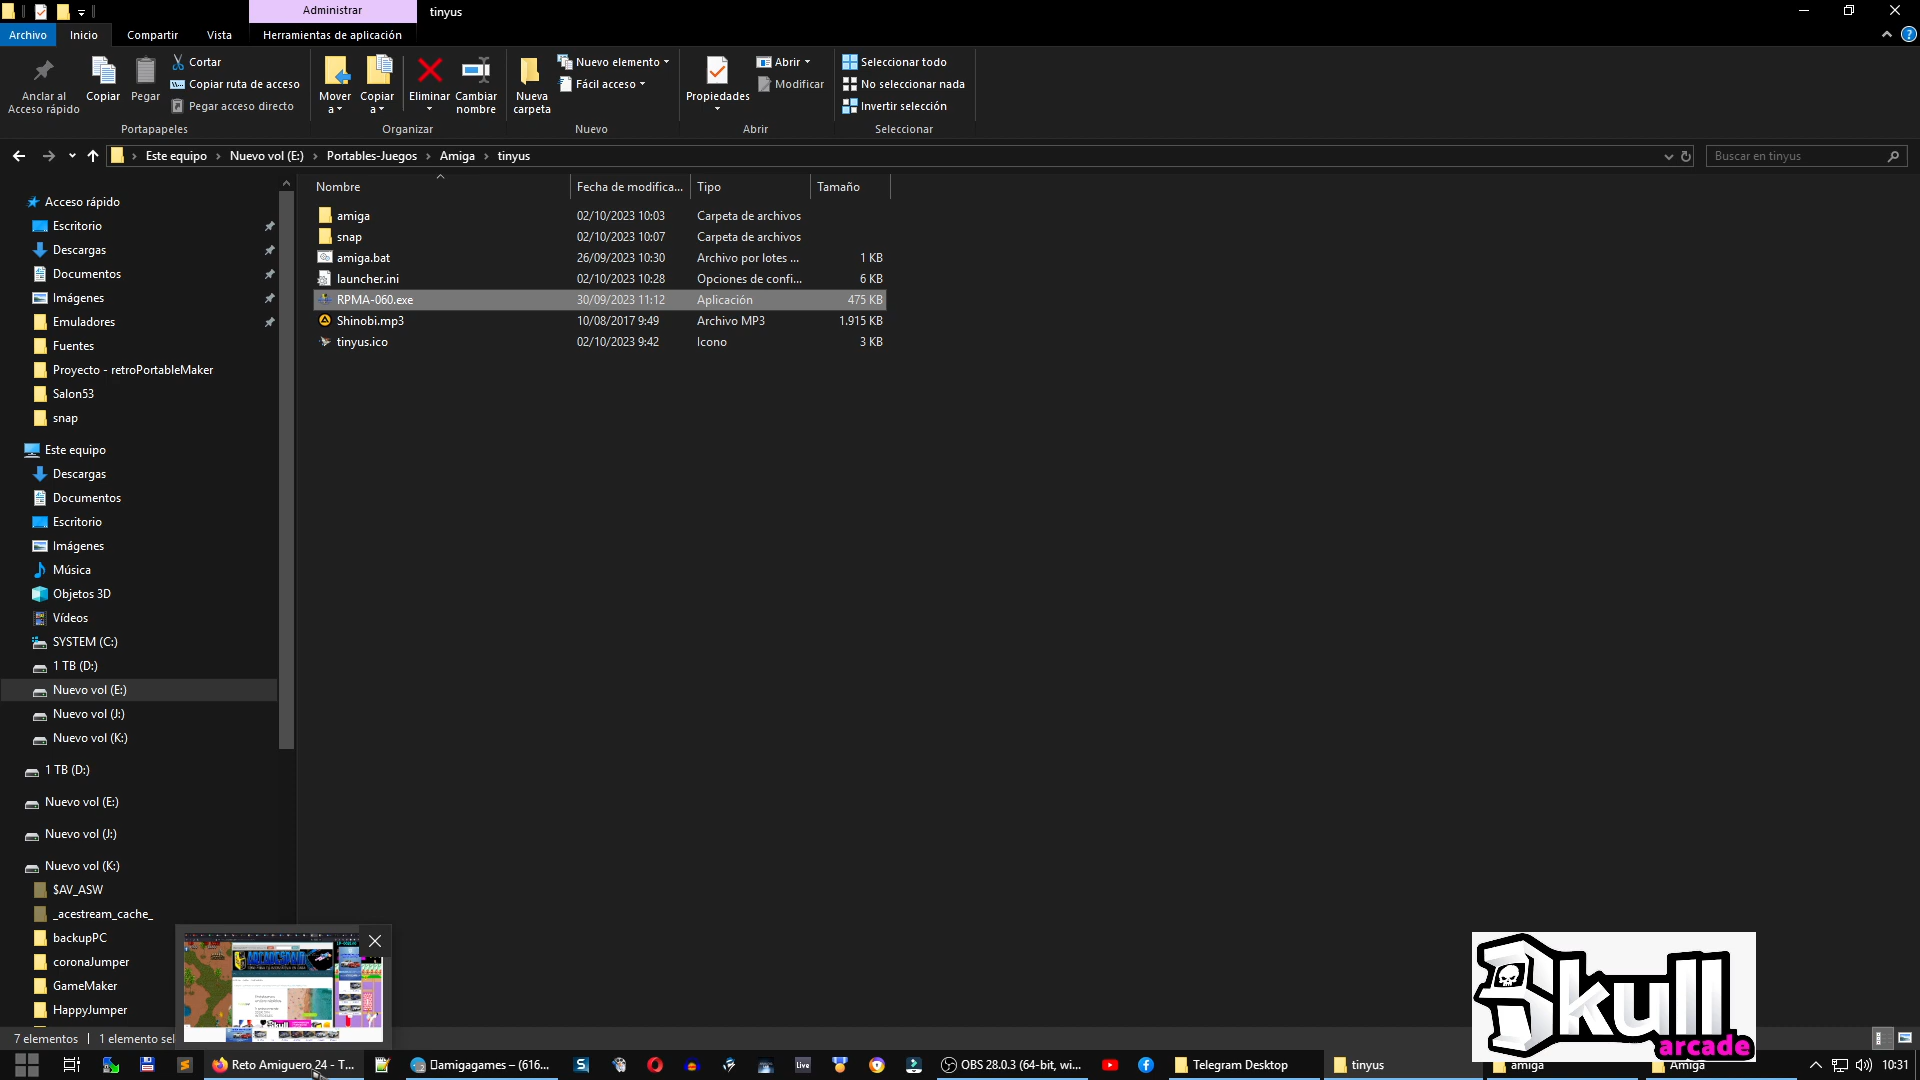 Administrar
tinyus
Archivo
Inicio
Compartir
Vista
Herramientas de aplicación
Anclar al
Acceso rápido
Copiar
Pegar
Cortar
Copiar ruta de acceso
Pegar acceso directo
Portapapeles
Mover
a
Copiar
a
Eliminar
Cambiar
nombre
Organizar
Nueva
carpeta
Nuevo elemento
Fácil acceso
Nuevo
Propiedades
Abrir
Modificar
Abrir
Seleccionar todo
No seleccionar nada
Invertir selección
Seleccionar
Este equipo > Nuevo vol (E:) > Portables-Juegos > Amiga > tinyus
Buscar en tinyus
Nombre Fecha de modifica... Tipo Tamaño
amiga 02/10/2023 10:03 Carpeta de archivos
snap 02/10/2023 10:07 Carpeta de archivos
amiga.bat 26/09/2023 10:30 Archivo por lotes ... 1 KB
launcher.ini 02/10/2023 10:28 Opciones de confi... 6 KB
RPMA-060.exe 30/09/2023 11:12 Aplicación 475 KB
Shinobi.mp3 10/08/2017 9:49 Archivo MP3 1.915 KB
tinyus.ico 02/10/2023 9:42 Icono 3 KB
Acceso rápido
Escritorio
Descargas
Documentos
Imágenes
Emuladores
Fuentes
Proyecto - retroPortableMaker
Salon53
snap
Este equipo
Descargas
Documentos
Escritorio
Imágenes
Música
Objetos 3D
Vídeos
SYSTEM (C:)
1 TB (D:)
Nuevo vol (E:)
Nuevo vol (J:)
Nuevo vol (K:)
1 TB (D:)
Nuevo vol (E:)
Nuevo vol (J:)
Nuevo vol (K:)
$AV_ASW
_acestream_cache_
backupPC
coronaJumper
GameMaker
HappyJumper
ARCADESPAIN
7 elementos
1 elemento sel
Skull
arcade
Reto Amiguero 24 - T...
amigagames – (616...
live
OBS 28.0.3 (64-bit, wi...
Telegram Desktop
tinyus
amiga
Amiga
10:31